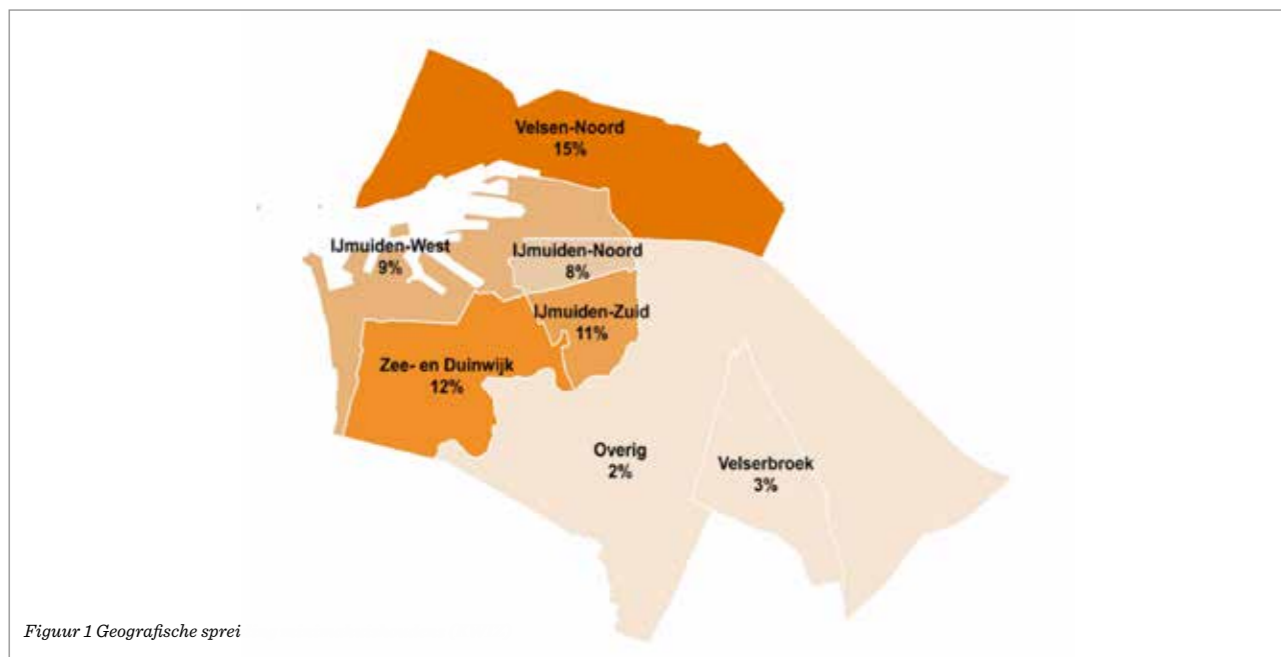 Velsen-Noord
15%
IJmuiden-West
9%
IJmuiden-Noord
8%
IJmuiden-Zuid
11%
Zee- en Duinwijk
12%
Overig
2%
Velserbroek
3%
Figuur 1 Geografische sprei